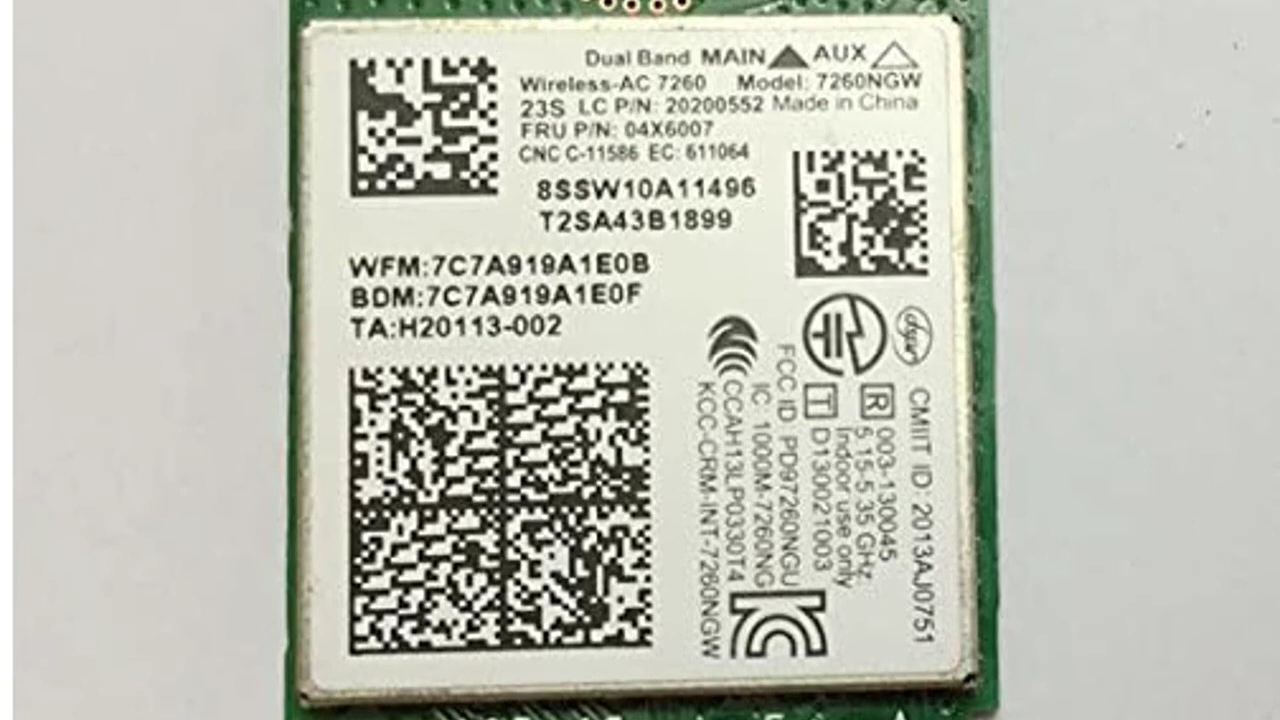 Dual Band MAIN AUX
Wireless-AC 7260 Model: 7260NGW
23S LC P/N: 20200552 Made in China
FRU P/N: 04X6007
CNC C-11586 EC: 611064
8SSW10A11496
T2SA43B1899
WFM:7C7A919A1E0B
BDM:7C7A919A1E0F
TA:H20113-002
CMIIT ID: 2013AJ0751
R 003-130045
5.15-5.35 GHz
Indoor use only
T D130021003
FCC ID PD97260NGU
IC: 1000M-7260NG
CCAH13LP0330T4
KCC-CRM-INT-7260NGW